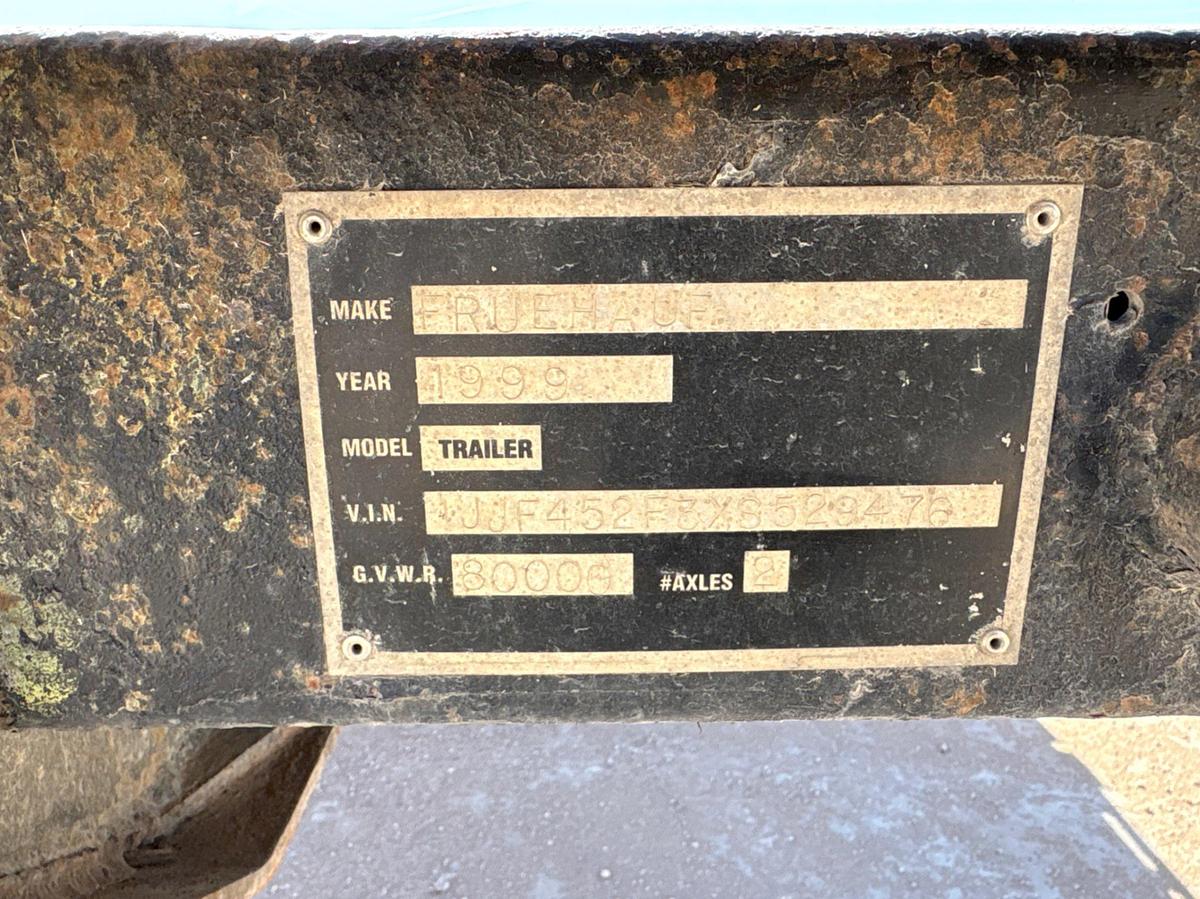 MAKE FRUEHAUF
YEAR 1999
MODEL TRAILER
V.I.N. 1JJF452F3XS529476
G.V.W.R. 80000 #AXLES 2